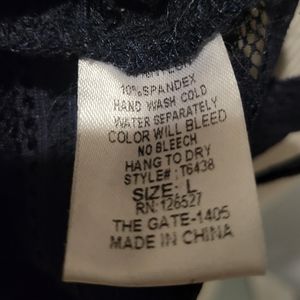 10%SPANDEX
HAND WASH COLD
WATER SEPARATELY
COLOR WILL BLEED
NO BLEECH
HANG TO DRY
STYLE#:T6438
SIZE: L
RN:126527
THE GATE-1405
MADE IN CHINA